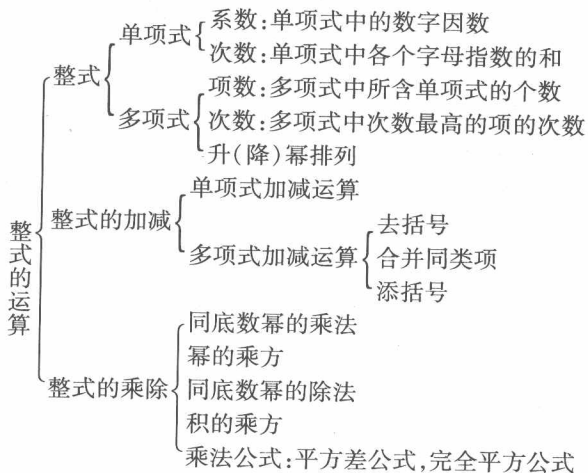 系数:单项式中的数字因数
单项式
次数:单项式中各个字母指数的和
整式
项数:多项式中所含单项式的个数
多项式
次数:多项式中次数最高的项的次数
升(降)幂排列
单项式加减运算
整式的加减
去括号
多项式加减运算
合并同类项
添括号
整式的运算
同底数幂的乘法
幂的乘方
整式的乘除
同底数幂的除法
积的乘方
乘法公式:平方差公式,完全平方公式